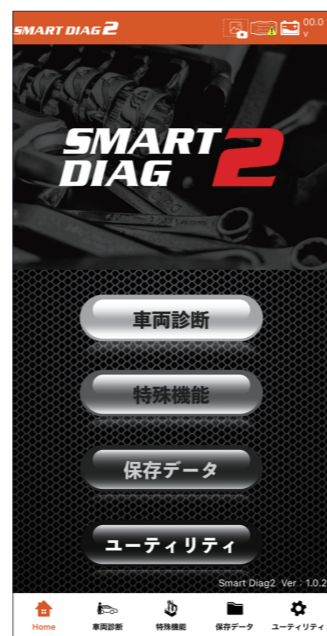 SMART DIAG 2
00.0
v
SMART
DIAG 2
車両診断
特殊機能
保存データ
ユーティリティ
Smart Diag2 Ver : 1.0.2
Home 車両診断 特殊機能 保存データ ユーティリティ